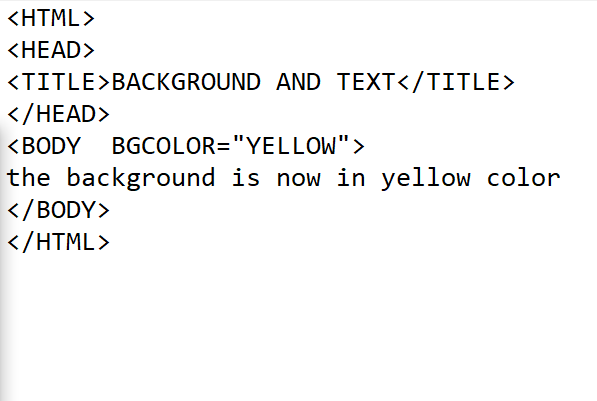 <HTML>
<HEAD>
<TITLE>BACKGROUND AND TEXT</TITLE>
</HEAD>
<BODY  BGCOLOR="YELLOW">
the background is now in yellow color
</BODY>
</HTML>